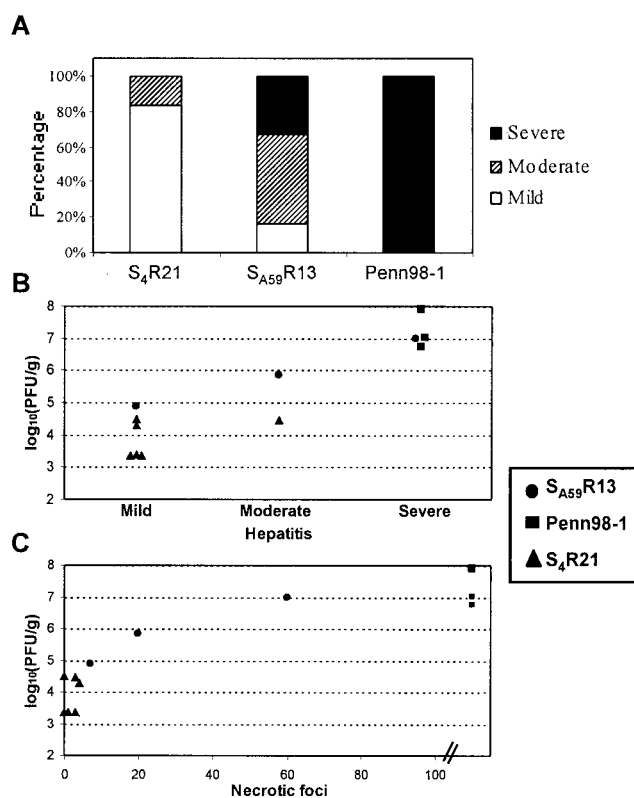 A
Percentage
100%
80%
60%
40%
20%
0%
S₄R21 S_A59R13 Penn98-1
Severe
Moderate
Mild
B
log₁₀(PFU/g)
8
7
6
5
4
3
2
Mild Moderate Severe
Hepatitis
S_A59R13
Penn98-1
S₄R21
C
log₁₀(PFU/g)
8
7
6
5
4
3
2
0 20 40 60 80 100
Necrotic foci